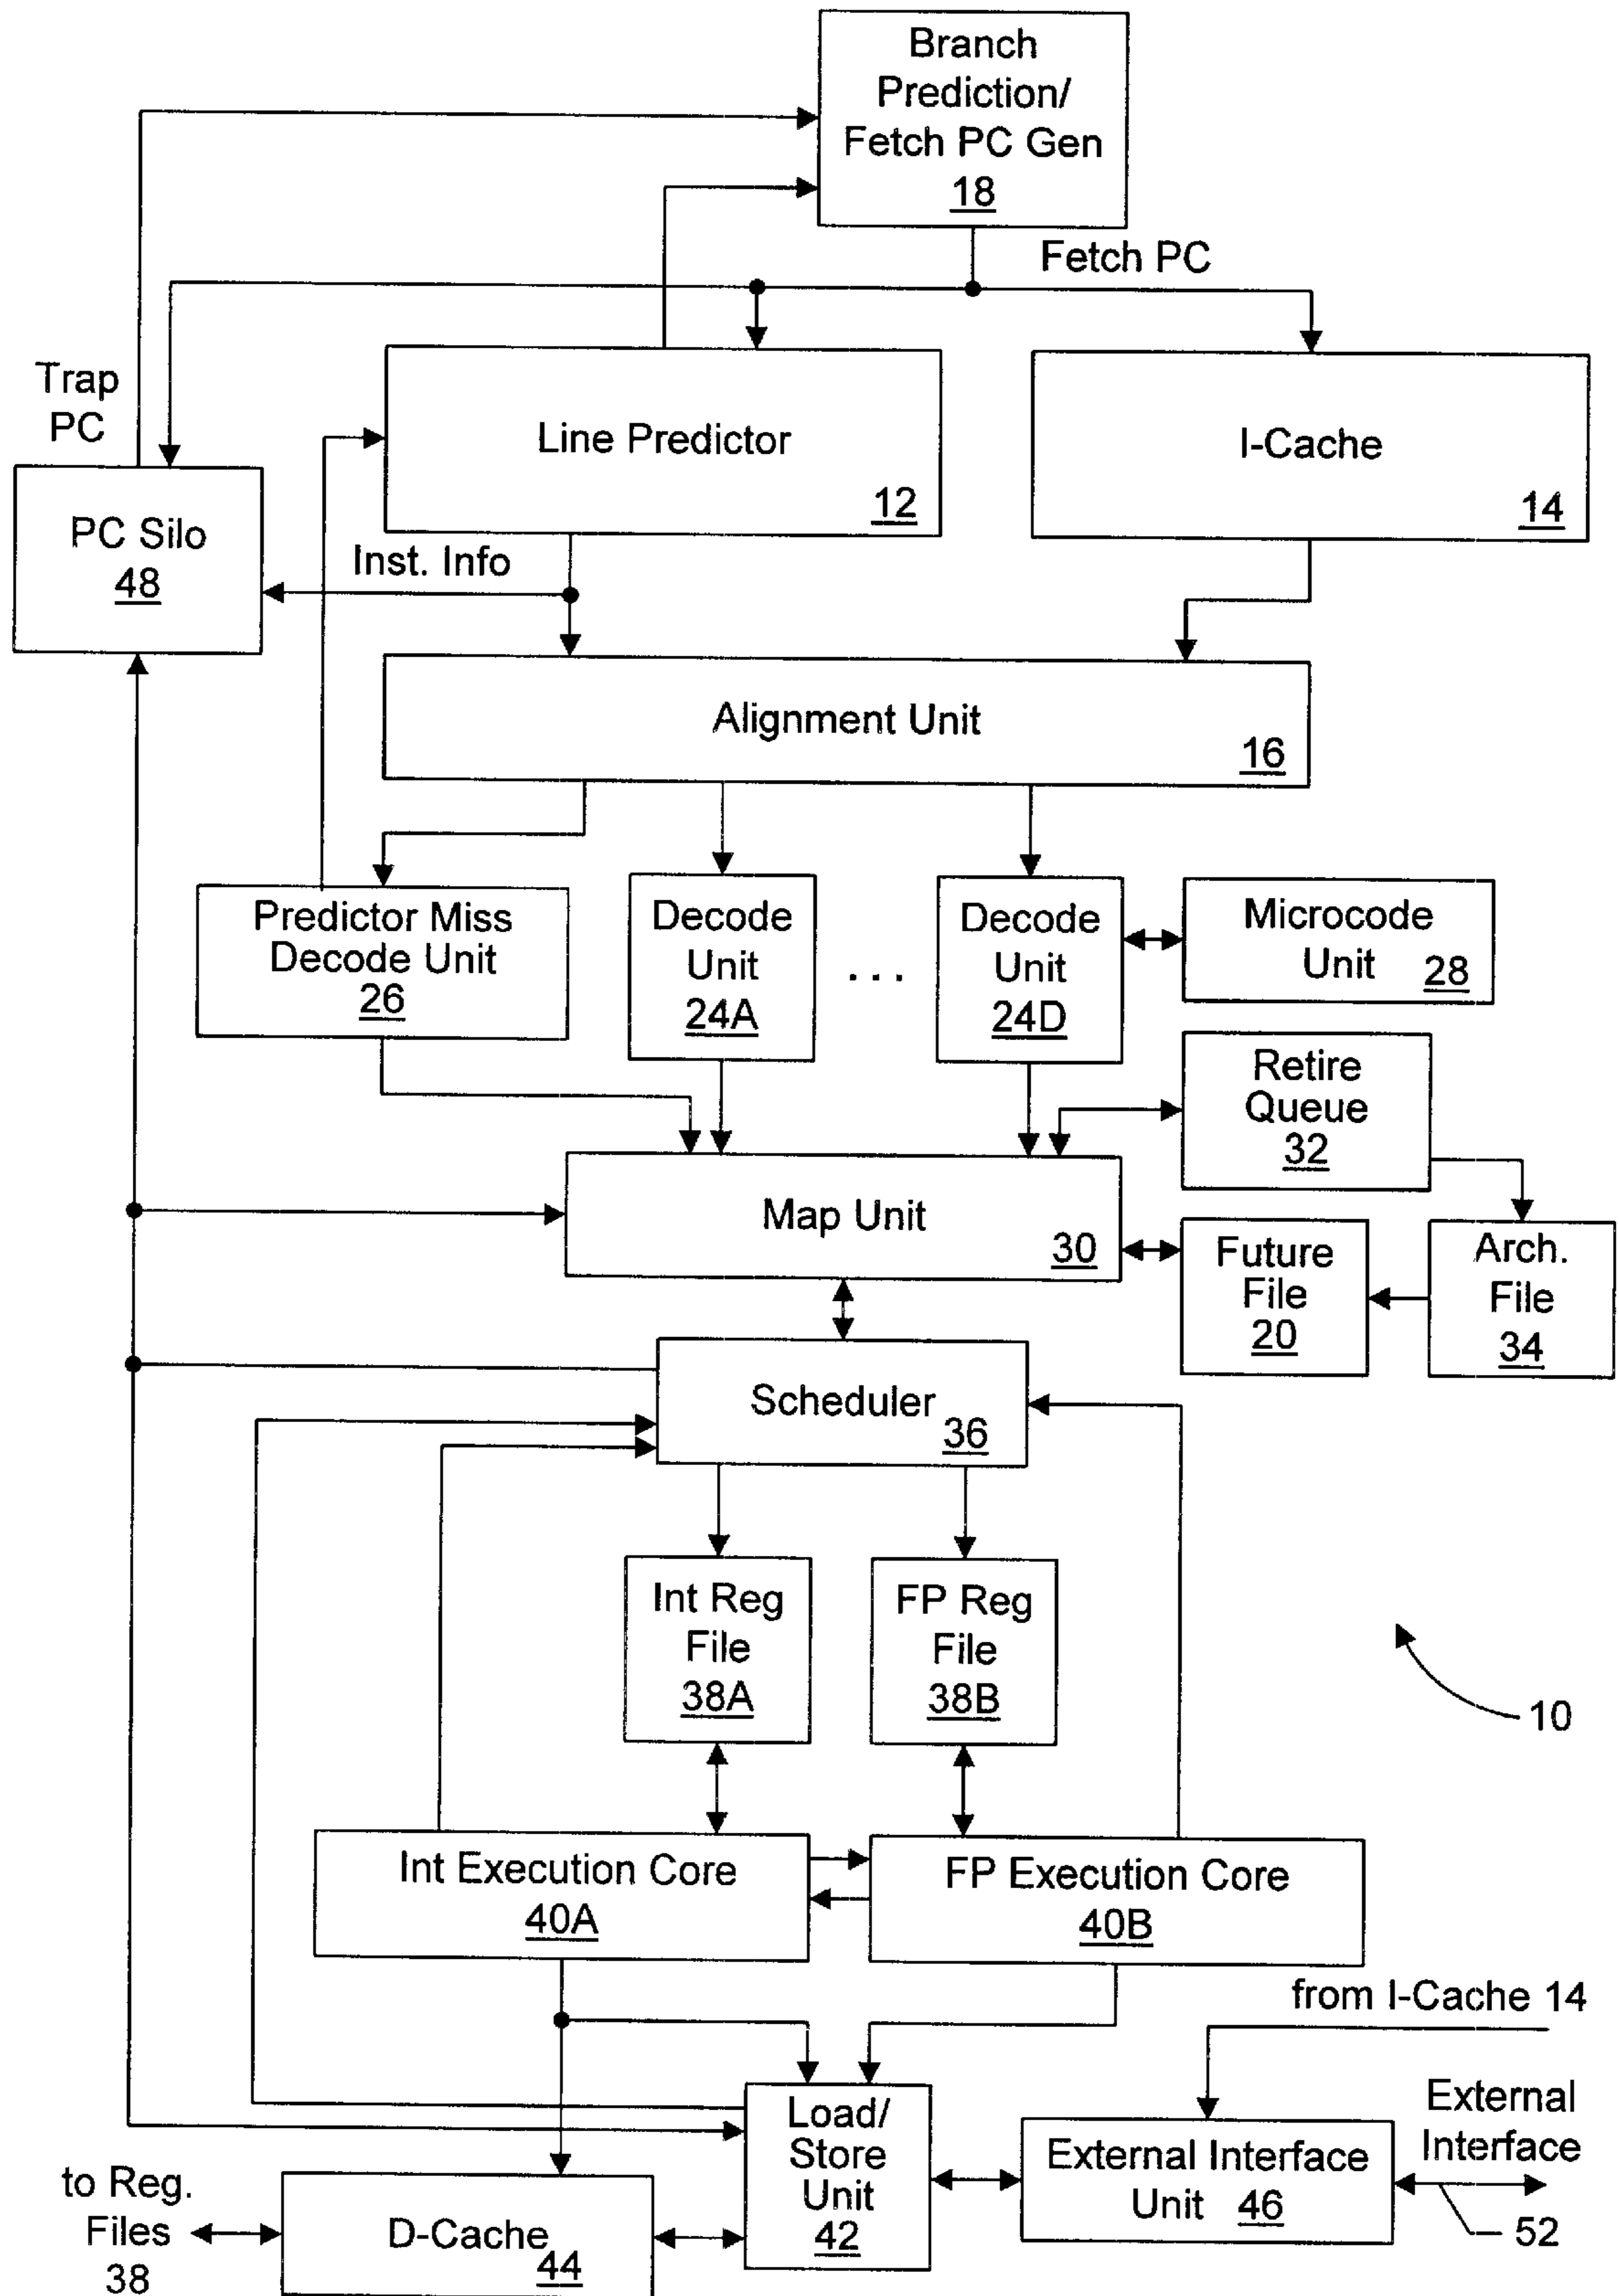 Branch
Prediction/
Fetch PC Gen
18
Fetch PC
Trap
PC
Line Predictor
12
I-Cache
14
PC Silo
48
Inst. Info
Alignment Unit
16
Predictor Miss
Decode Unit
26
Decode
Unit
24A
. . .
Decode
Unit
24D
Microcode
Unit
28
Retire
Queue
32
Map Unit
30
Future
File
20
Arch.
File
34
Scheduler
36
Int Reg
File
38A
FP Reg
File
38B
10
Int Execution Core
40A
FP Execution Core
40B
from I-Cache 14
Load/
Store
Unit
42
External Interface
Unit 46
External
Interface
52
to Reg.
Files
38
D-Cache
44